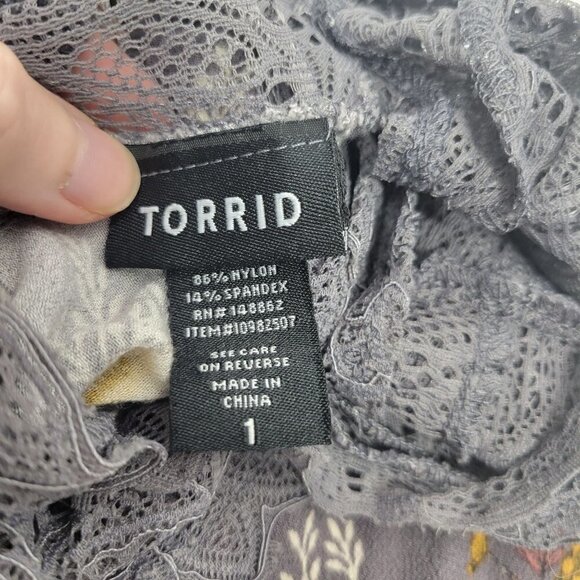 TORRID
86% NYLON
14% SPANDEX
RN# 148862
ITEM#10982507
SEE CARE
ON REVERSE
MADE IN
CHINA
1